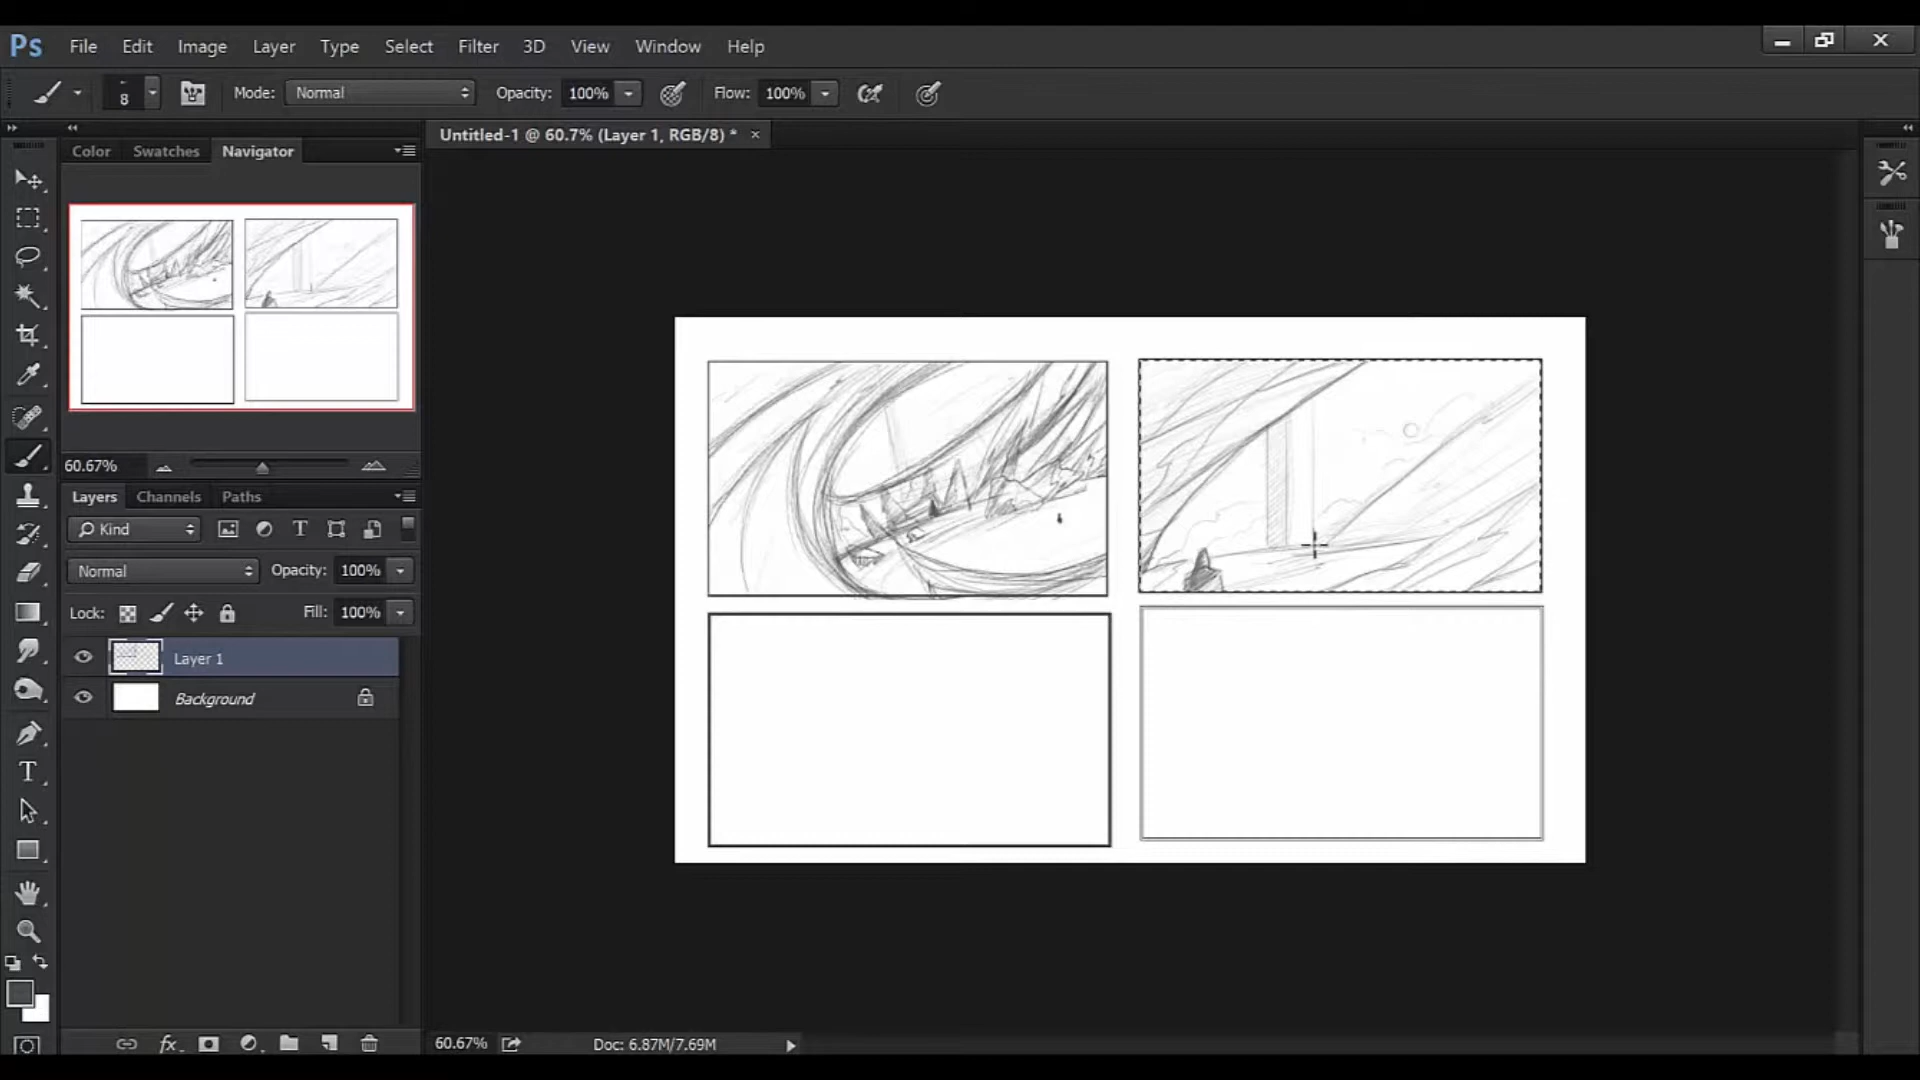 Ps File Edit Image Layer Type Select Filter 3D View Window Help
8 Mode: Normal Opacity: 100% Flow: 100%
Untitled-1 @ 60.7% (Layer 1, RGB/8) * ×
Color Swatches Navigator
60.67%
Layers Channels Paths
Kind T
Normal Opacity: 100%
Lock: Fill: 100%
Layer 1
Background
T
fx
60.67% Doc: 6.87M/7.69M